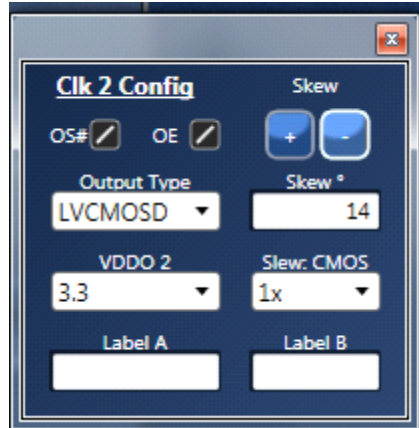 Clk 2 Config
Skew
OS#
OE
+
-
Output Type
Skew °
LVCMOSD
14
VDDO 2
Slew: CMOS
3.3
1x
Label A
Label B